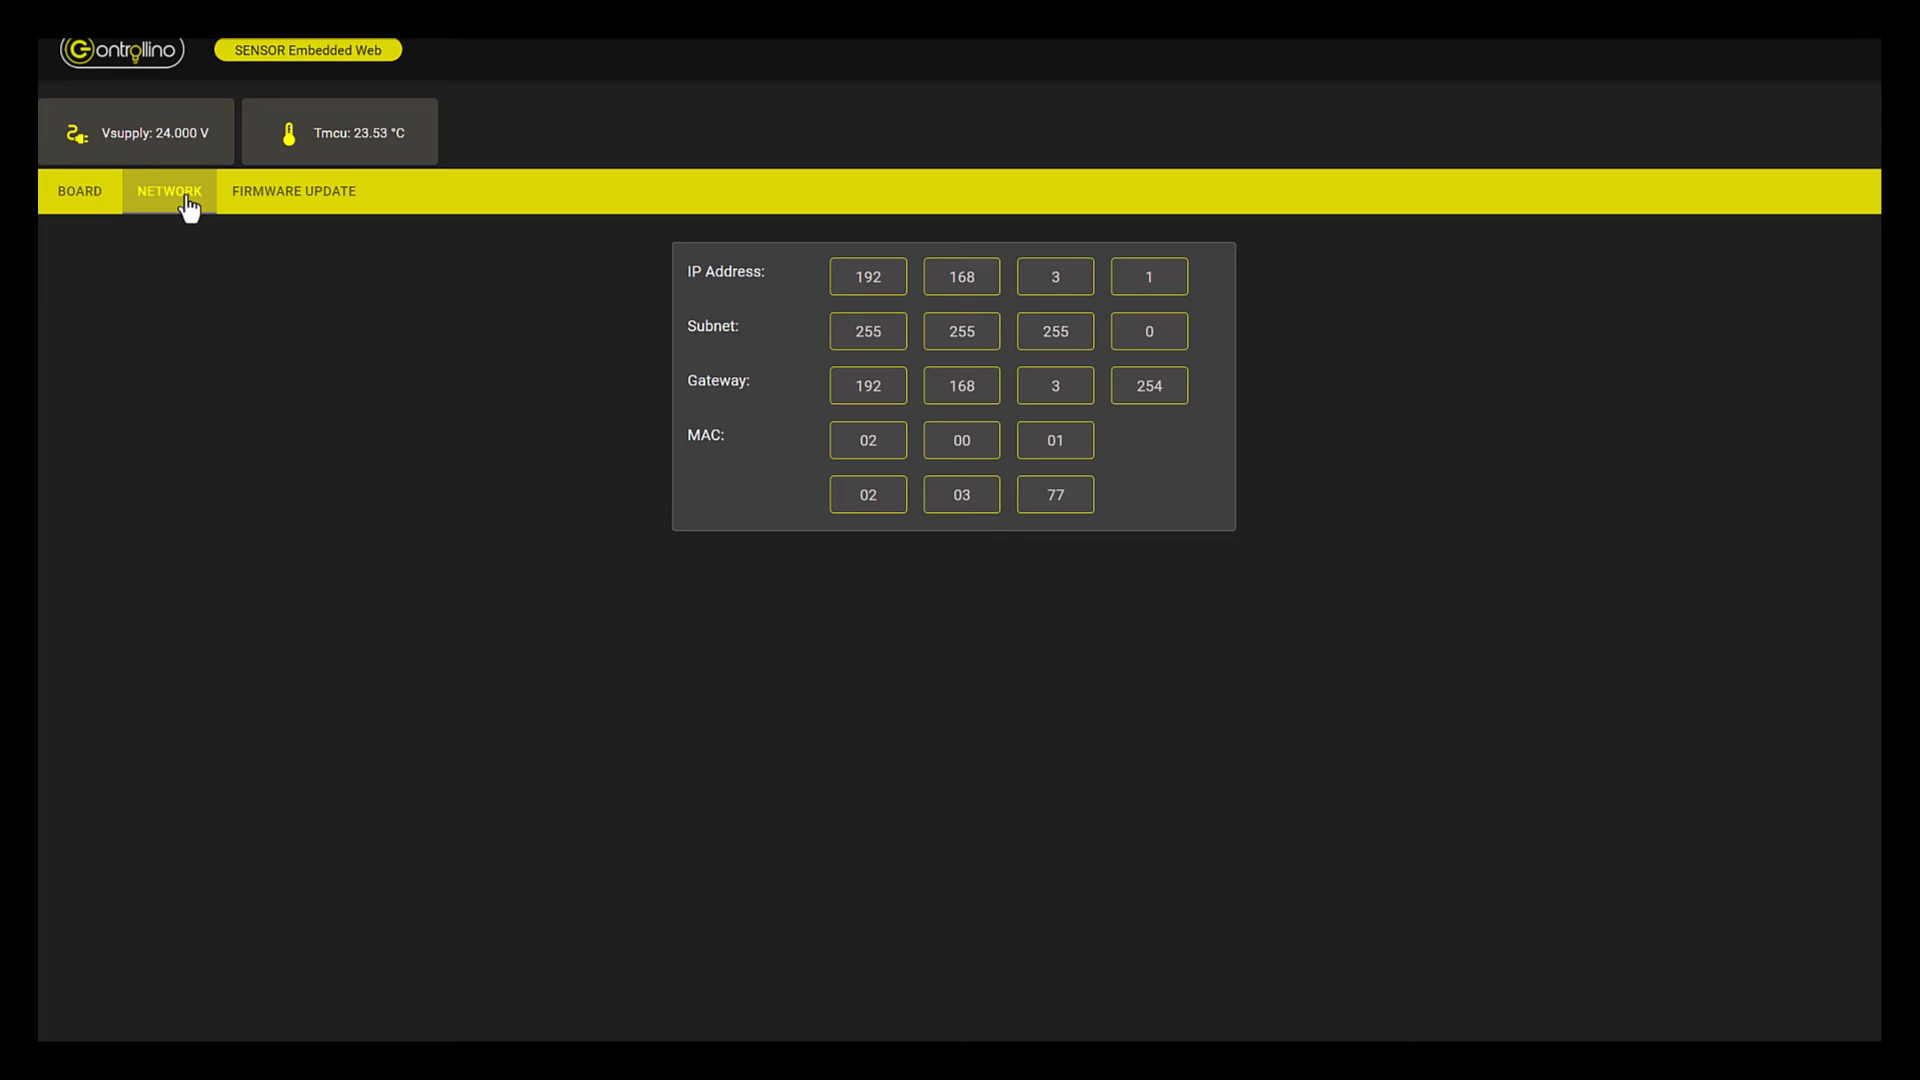 Controllino SENSOR Embedded Web
Vsupply: 24.000 V Tmcu: 23.53 °C
BOARD NETWORK FIRMWARE UPDATE
IP Address: 192 168 3 1
Subnet: 255 255 255 0
Gateway: 192 168 3 254
MAC: 02 00 01
02 03 77